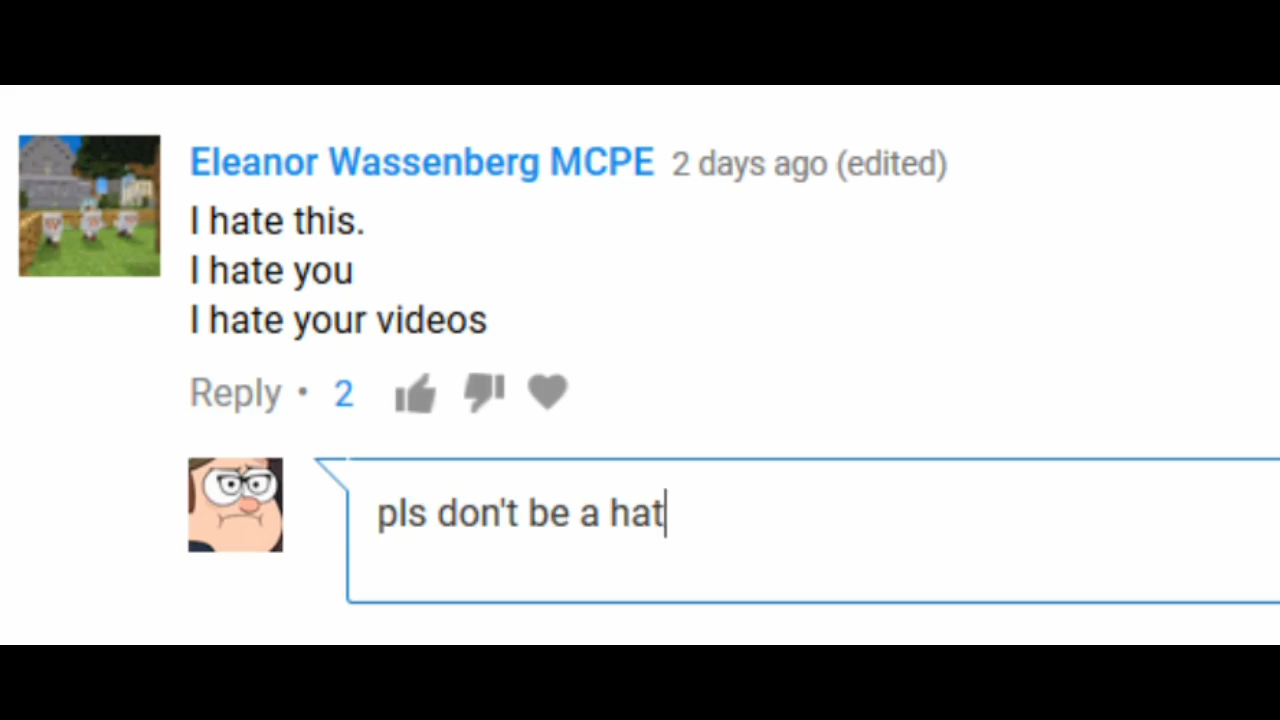 Eleanor Wassenberg MCPE 2 days ago (edited)
I hate this.
I hate you
I hate your videos
Reply • 2
pls don't be a hat